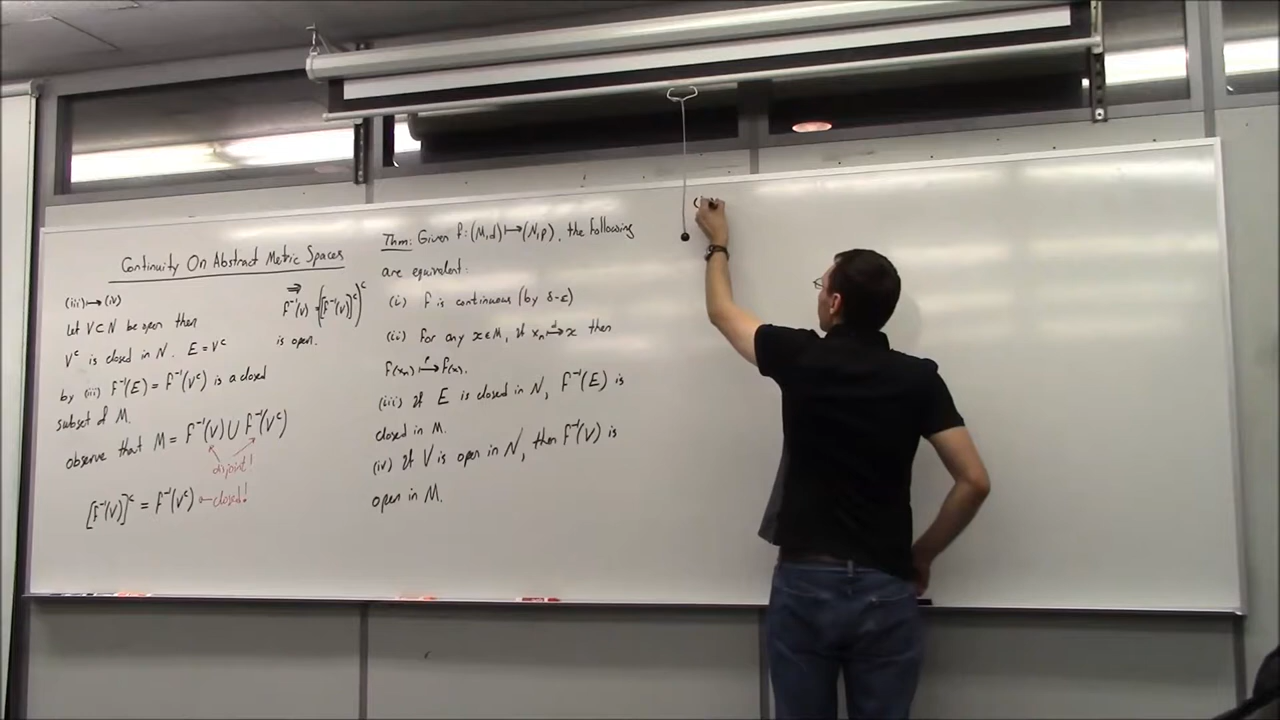 Continuity On Abstract Metric Spaces
(iii) ↦ (iv)
Let V⊂N be open then
V^c is closed in N. E = V^c
by (iii) f^-1(E) = f^-1(V^c) is a closed
subset of M.
observe that M = f^-1(V) ∪ f^-1(V^c)
disjoint!
[f^-1(V)]^c = f^-1(V^c) ← closed!
⇒
f^-1(V) = ([f^-1(V)]^c)^c
is open.
Thm: Given f: (M,d) ↦ (N,ρ), the following
are equivalent:
(i) f is continuous (by δ-ε)
(ii) For any x∈M, if x_n →^d x then
f(x_n) →^ρ f(x).
(iii) If E is closed in N, f^-1(E) is
closed in M.
(iv) If V is open in N, then f^-1(V) is
open in M.
(